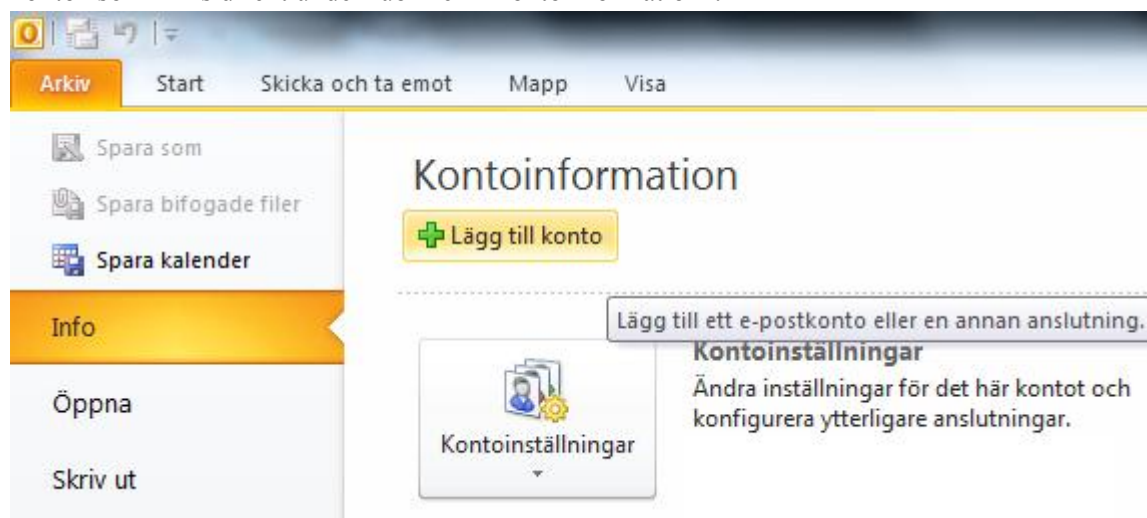 Arkiv Start Skicka och ta emot Mapp Visa
Spara som
Spara bifogade filer
Spara kalender
Info
Öppna
Skriv ut
Kontoinformation
Lägg till konto
Lägg till ett e-postkonto eller en annan anslutning.
Kontoinställningar
Kontoinställningar
Ändra inställningar för det här kontot och
konfigurera ytterligare anslutningar.